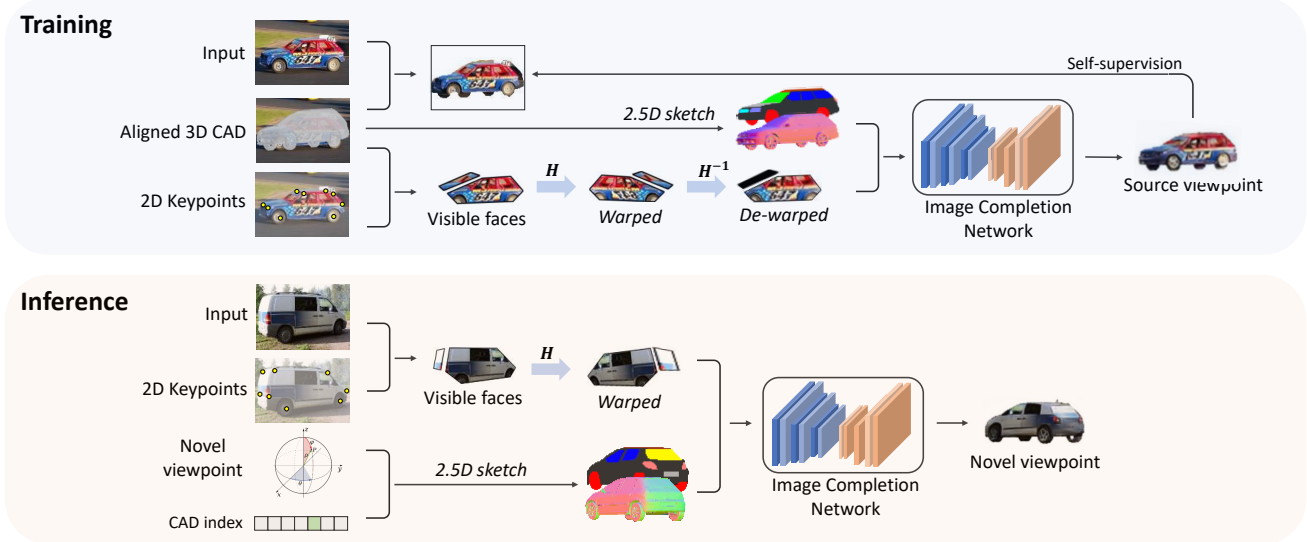 Training
Input
Aligned 3D CAD
2D Keypoints
Visible faces
H
Warped
H⁻¹
De-warped
2.5D sketch
Image Completion
Network
Self-supervision
Source viewpoint
Inference
Input
2D Keypoints
Novel
viewpoint
CAD index
Visible faces
H
Warped
2.5D sketch
Image Completion
Network
Novel viewpoint